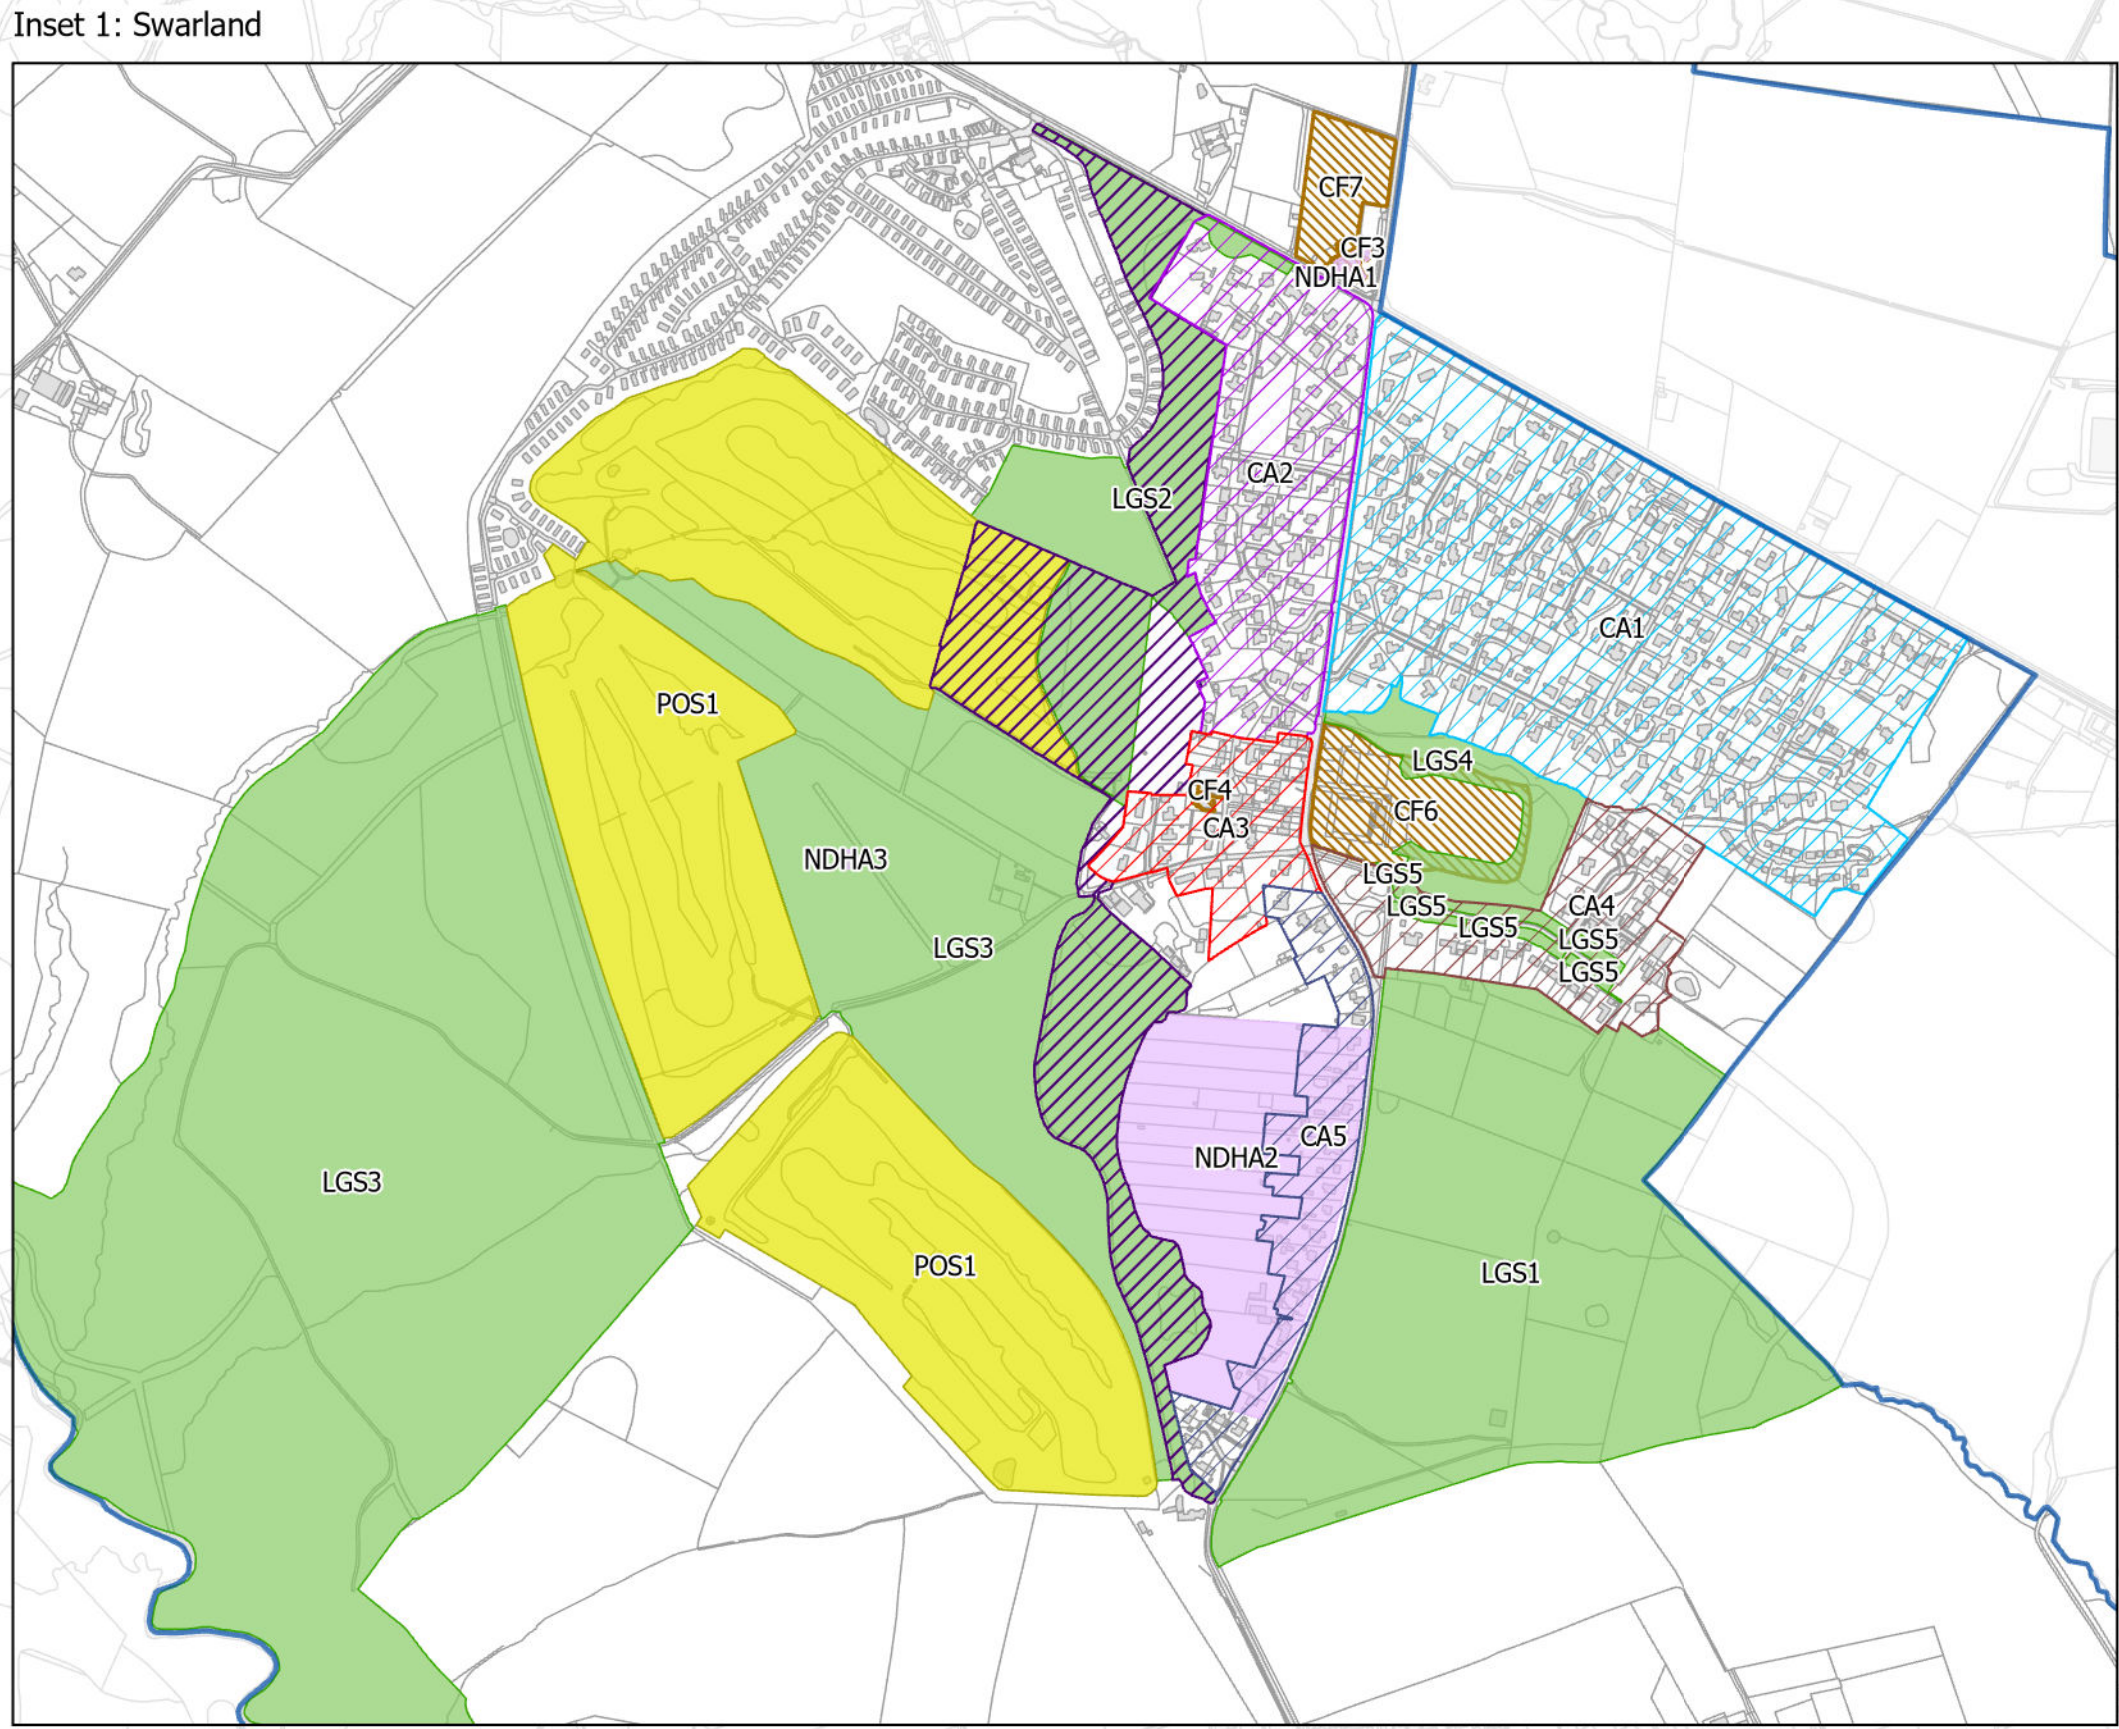 Inset 1: Swarland
CF7
CF3
NDHA1
CA2
LGS2
CA1
POS1
LGS4
CF4
CF6
CA3
NDHA3
LGS5
LGS5
CA4
LGS5
LGS5
LGS3
LGS5
CA5
NDHA2
LGS3
POS1
LGS1